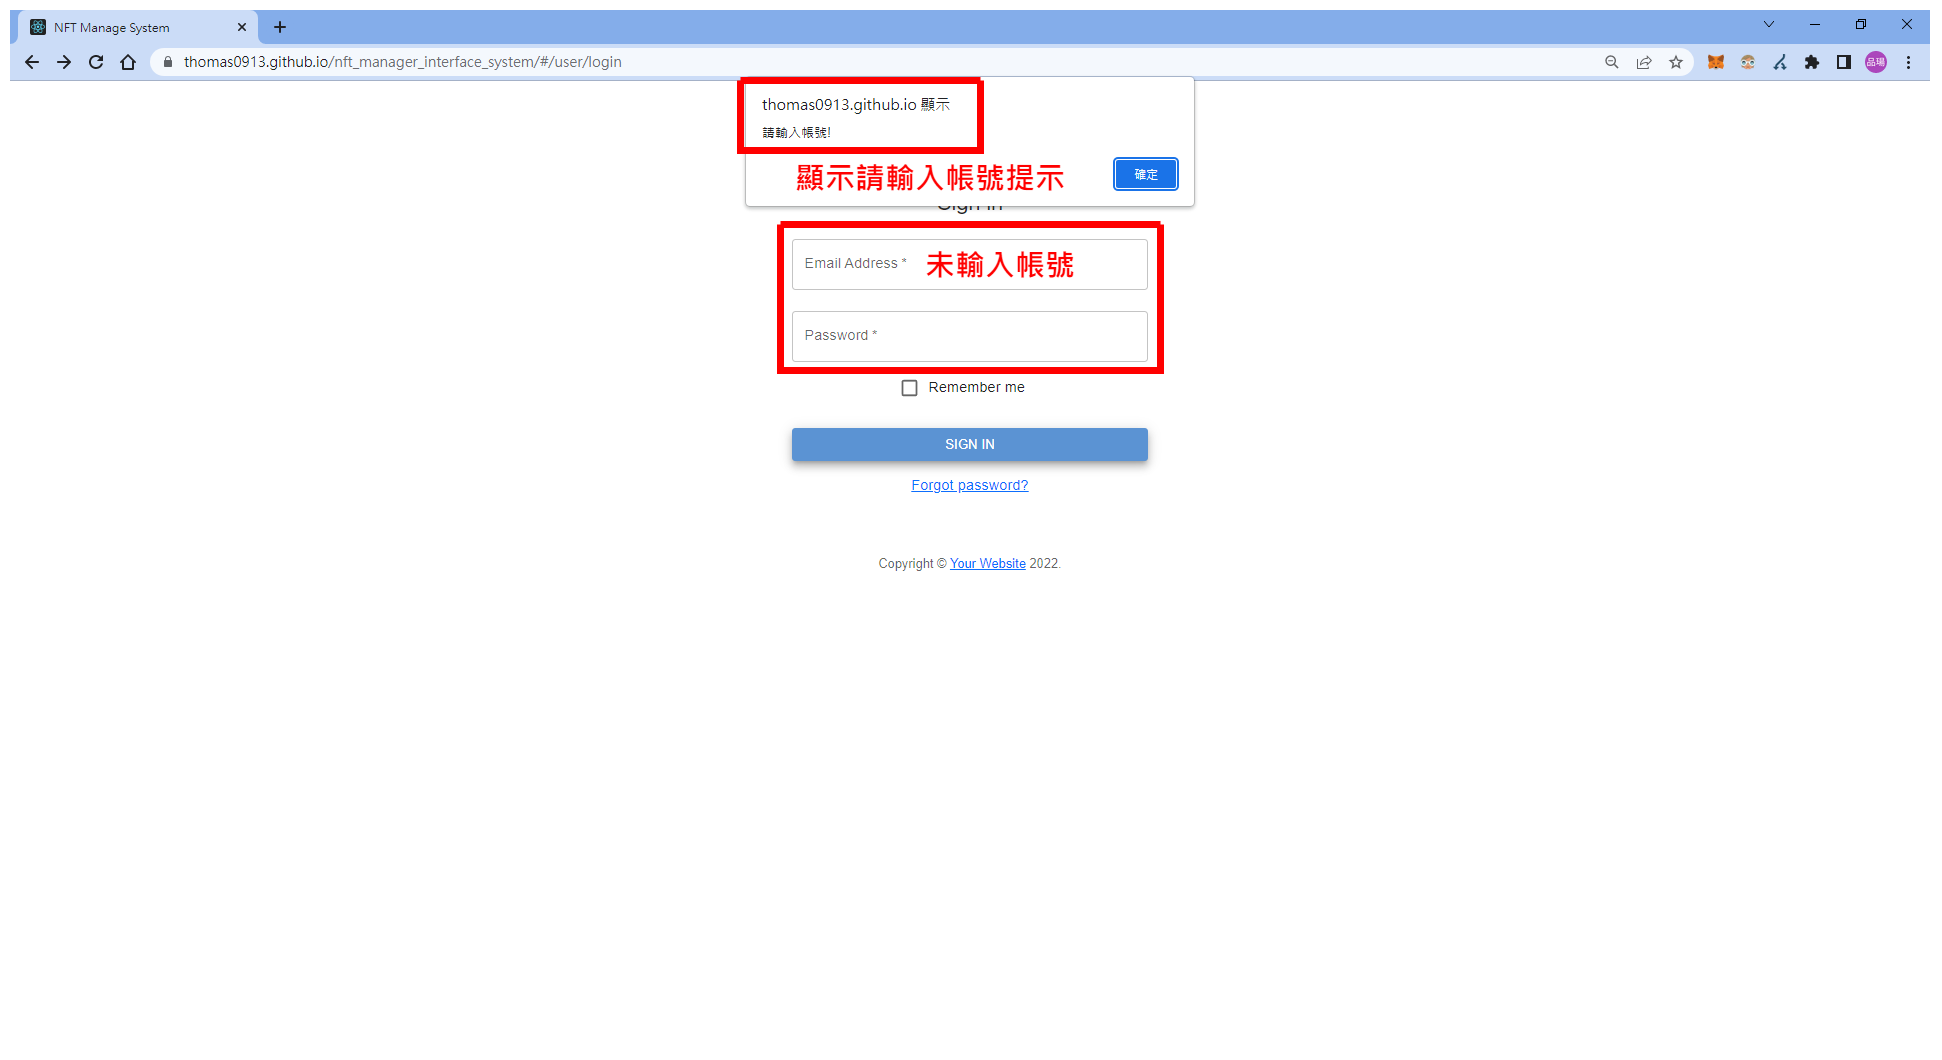 NFT Manage System
thomas0913.github.io/nft_manager_interface_system/#/user/login
品瑒
thomas0913.github.io 顯示
請輸入帳號!
顯示請輸入帳號提示
確定
Sign in
Email Address *
未輸入帳號
Password *
Remember me
SIGN IN
Forgot password?
Copyright © Your Website 2022.